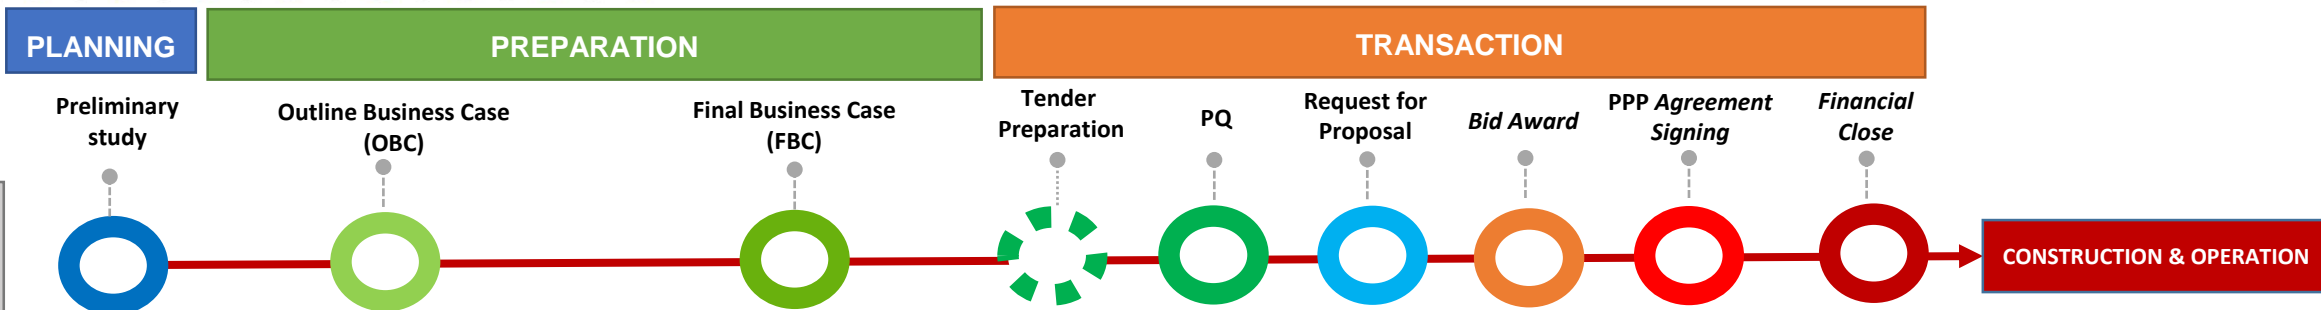 PLANNING
PREPARATION
TRANSACTION
Preliminary
study
Outline Business Case
(OBC)
Final Business Case
(FBC)
Tender
Preparation
PQ
Request for
Proposal
Bid Award
PPP Agreement
Signing
Financial
Close
CONSTRUCTION & OPERATION